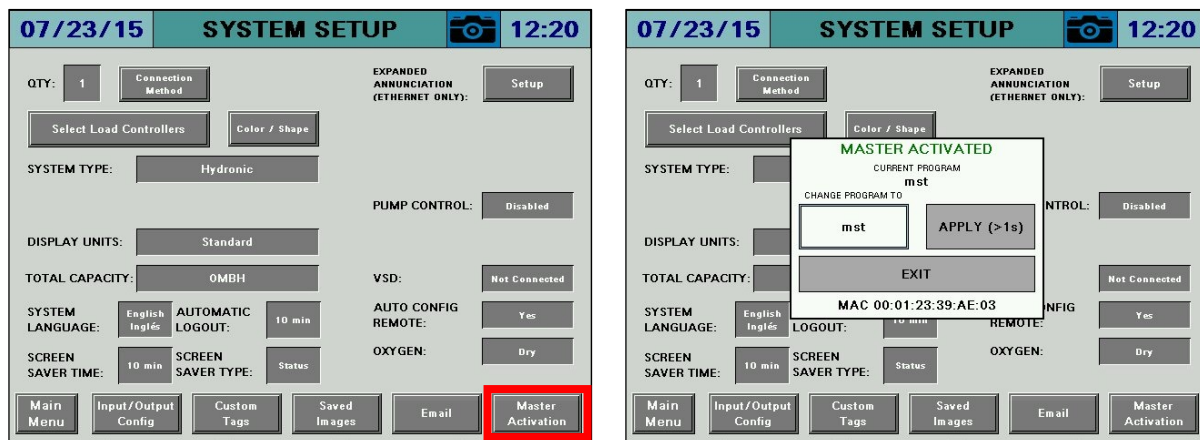 07/23/15 SYSTEM SETUP 12:20
QTY: 1 Connection Method EXPANDED ANNUNCIATION (ETHERNET ONLY): Setup
Select Load Controllers Color / Shape
SYSTEM TYPE: Hydronic
PUMP CONTROL: Disabled
DISPLAY UNITS: Standard
TOTAL CAPACITY: 0MBH VSD: Not Connected
SYSTEM LANGUAGE: English Inglés AUTOMATIC LOGOUT: 10 min AUTO CONFIG REMOTE: Yes
SCREEN SAVER TIME: 10 min SCREEN SAVER TYPE: Status OXYGEN: Dry
Main Menu Input/Output Config Custom Tags Saved Images Email Master Activation
07/23/15 SYSTEM SETUP 12:20
QTY: 1 Connection Method EXPANDED ANNUNCIATION (ETHERNET ONLY): Setup
Select Load Controllers Color / Shape
MASTER ACTIVATED
CURRENT PROGRAM
mst
CHANGE PROGRAM TO
mst APPLY (>1s)
EXIT
MAC 00:01:23:39:AE:03
SYSTEM TYPE:
NTROL: Disabled
DISPLAY UNITS:
TOTAL CAPACITY: Not Connected
SYSTEM LANGUAGE: English Inglés LOGOUT: 10 min NFIG REMOTE: Yes
SCREEN SAVER TIME: 10 min SCREEN SAVER TYPE: Status OXYGEN: Dry
Main Menu Input/Output Config Custom Tags Saved Images Email Master Activation